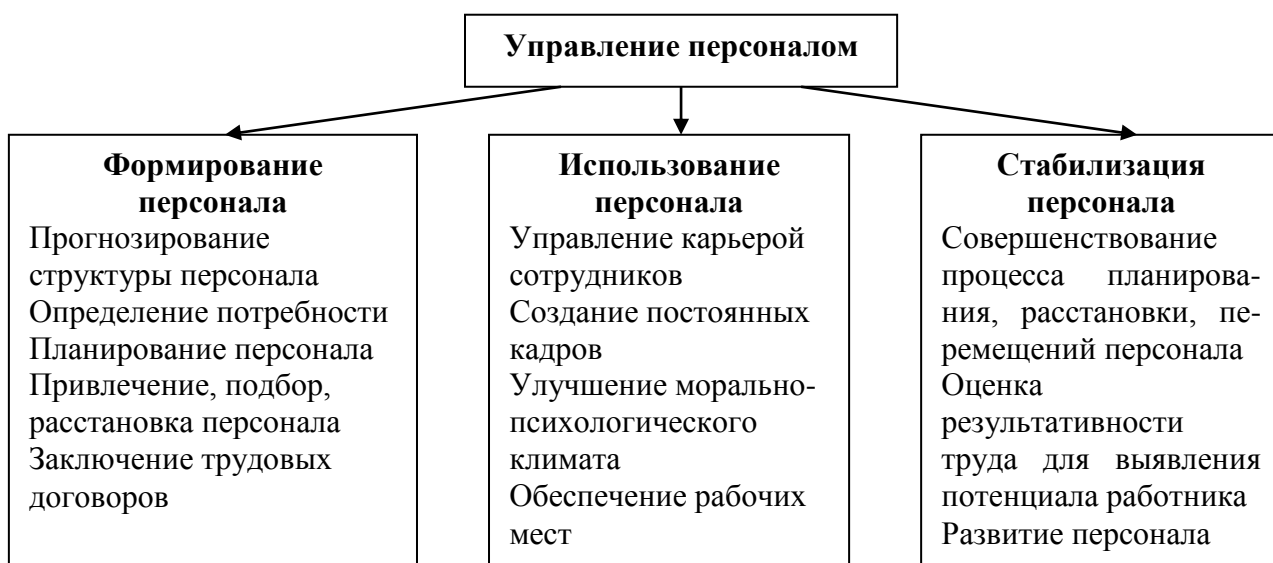 Управление персоналом
Формирование
персонала
Прогнозирование
структуры персонала
Определение потребности
Планирование персонала
Привлечение, подбор,
расстановка персонала
Заключение трудовых
договоров
Использование
персонала
Управление карьерой
сотрудников
Создание постоянных
кадров
Улучшение морально-
психологического
климата
Обеспечение рабочих
мест
Стабилизация
персонала
Совершенствование
процесса планирова-
ния, расстановки, пе-
ремещений персонала
Оценка
результативности
труда для выявления
потенциала работника
Развитие персонала